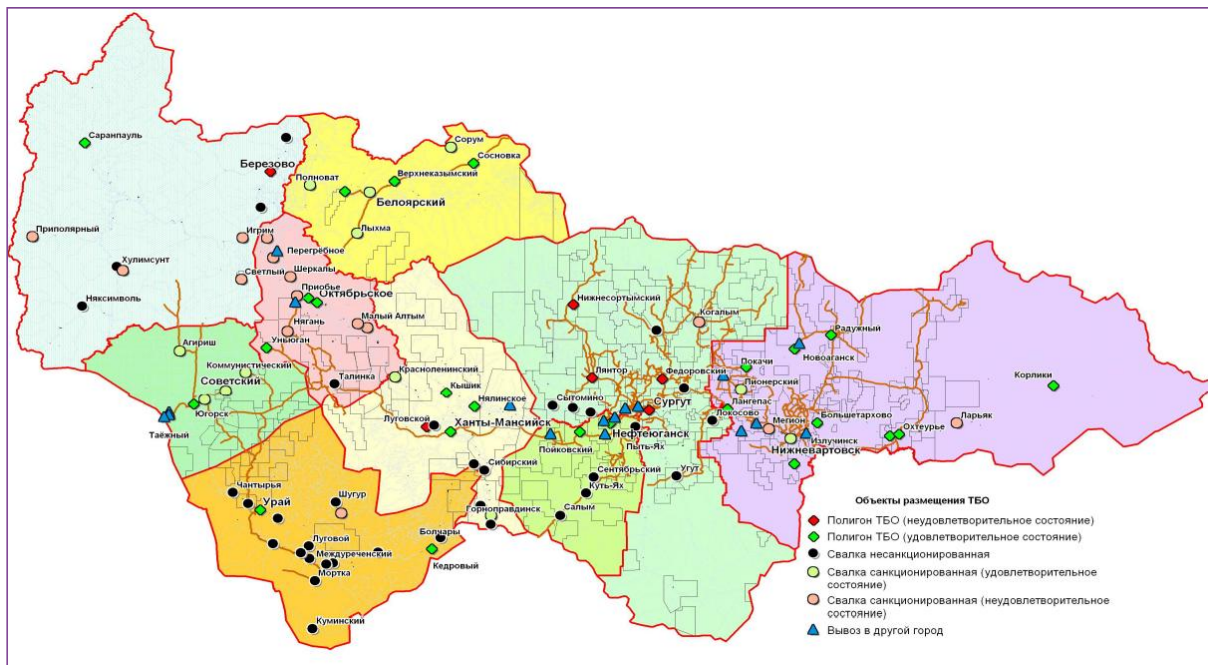 Саранпауль
Сорум
Сосновка
Березово
Полноват
Верхнеказымский
Белоярский
Приполярный
Игрим
Лыхма
Перегрёбное
Хулимсунт
Светлый
Шеркалы
Приобье
Октябрьское
Няксимволь
Нижнесортымский
Когалым
Малый Алтым
Нягань
Радужный
Унъюган
Новоаганск
Агириш
Коммунистический
Советский
Талинка
Красноленинский
Кышик
Лянтор
Федоровский
Покачи
Пионерский
Корлики
Югорск
Нялинское
Сытомино
Сургут
Лангепас
Таёжный
Луговской
Ханты-Мансийск
Нефтеюганск
Локосово
Мегион
Большетархово
Ларьяк
Охтеурье
Пойковский
Пыть-Ях
Излучинск
Нижневартовск
Сибирский
Сентябрьский
Угут
Чантырья
Шугур
Куть-Ях
Урай
Горноправдинск
Салым
Болчары
Луговой
Междуреченский
Кедровый
Мортка
Куминский
Объекты размещения ТБО
Полигон ТБО (неудовлетворительное состояние)
Полигон ТБО (удовлетворительное состояние)
Свалка несанкционированная
Свалка санкционированная (удовлетворительное
состояние)
Свалка санкционированная (неудовлетворительное
состояние)
Вывоз в другой город